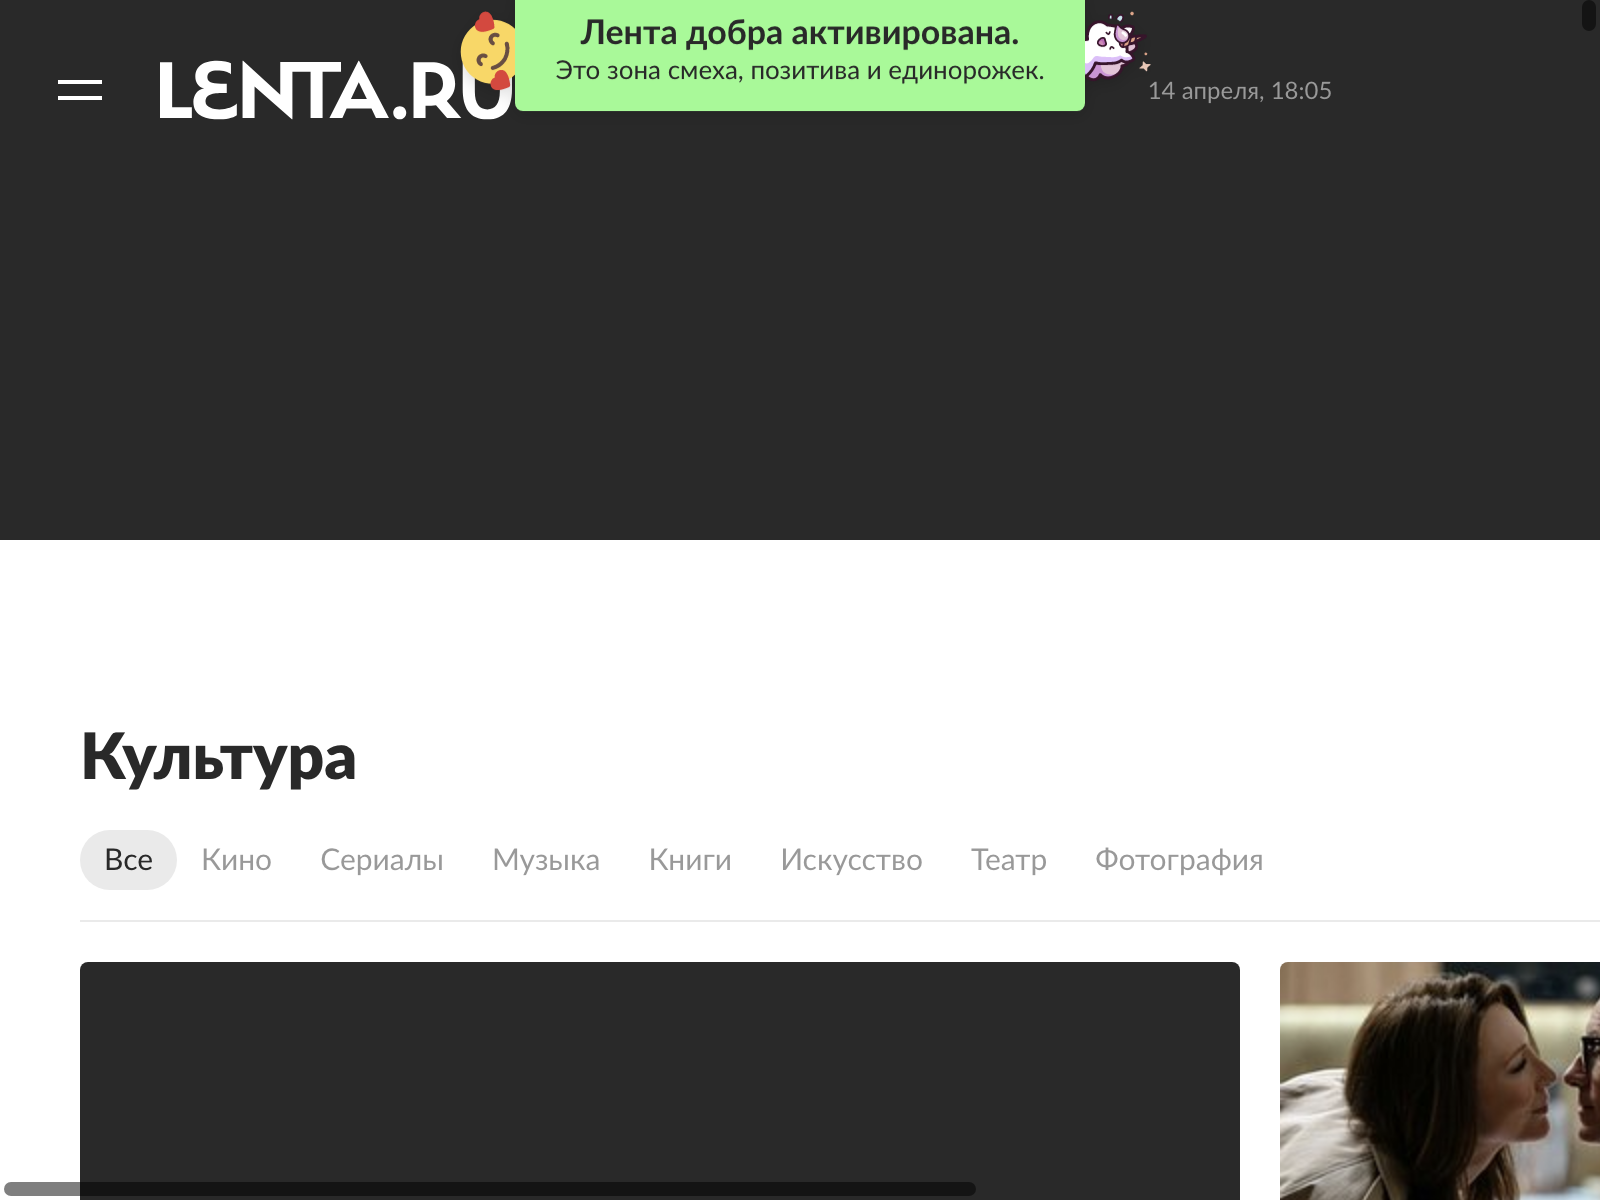 LENTA.RU
Лента добра активирована.
Это зона смеха, позитива и единорожек.
14 апреля, 18:05
Культура
Все Кино Сериалы Музыка Книги Искусство Театр Фотография